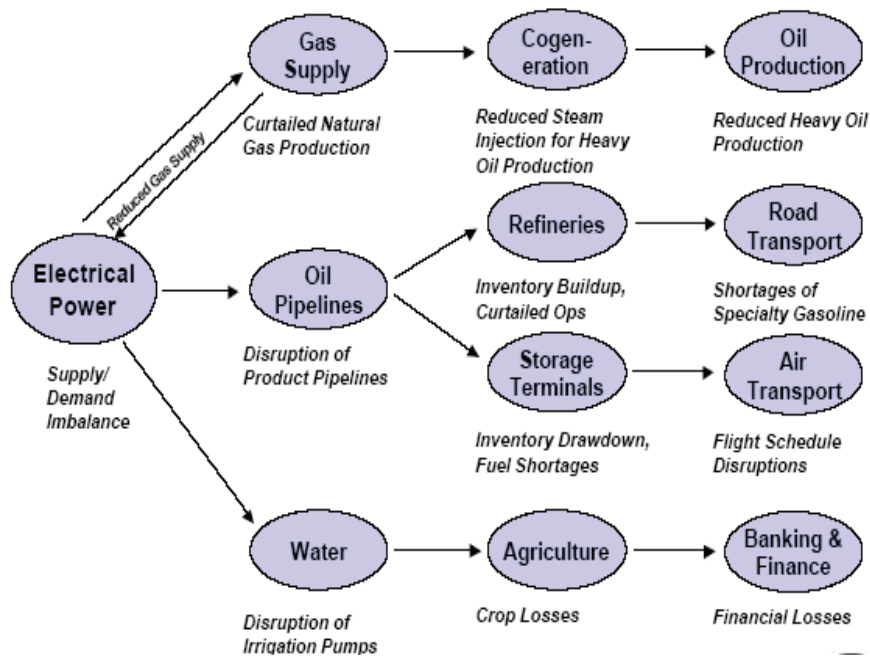 Gas
Supply
Cogen-
eration
Oil
Production
Curtailed Natural
Gas Production
Reduced Steam
Injection for Heavy
Oil Production
Reduced Heavy Oil
Production
Reduced Gas Supply
Electrical
Power
Supply/
Demand
Imbalance
Oil
Pipelines
Disruption of
Product Pipelines
Refineries
Inventory Buildup,
Curtailed Ops
Road
Transport
Shortages of
Specialty Gasoline
Storage
Terminals
Inventory Drawdown,
Fuel Shortages
Air
Transport
Flight Schedule
Disruptions
Water
Disruption of
Irrigation Pumps
Agriculture
Crop Losses
Banking &
Finance
Financial Losses